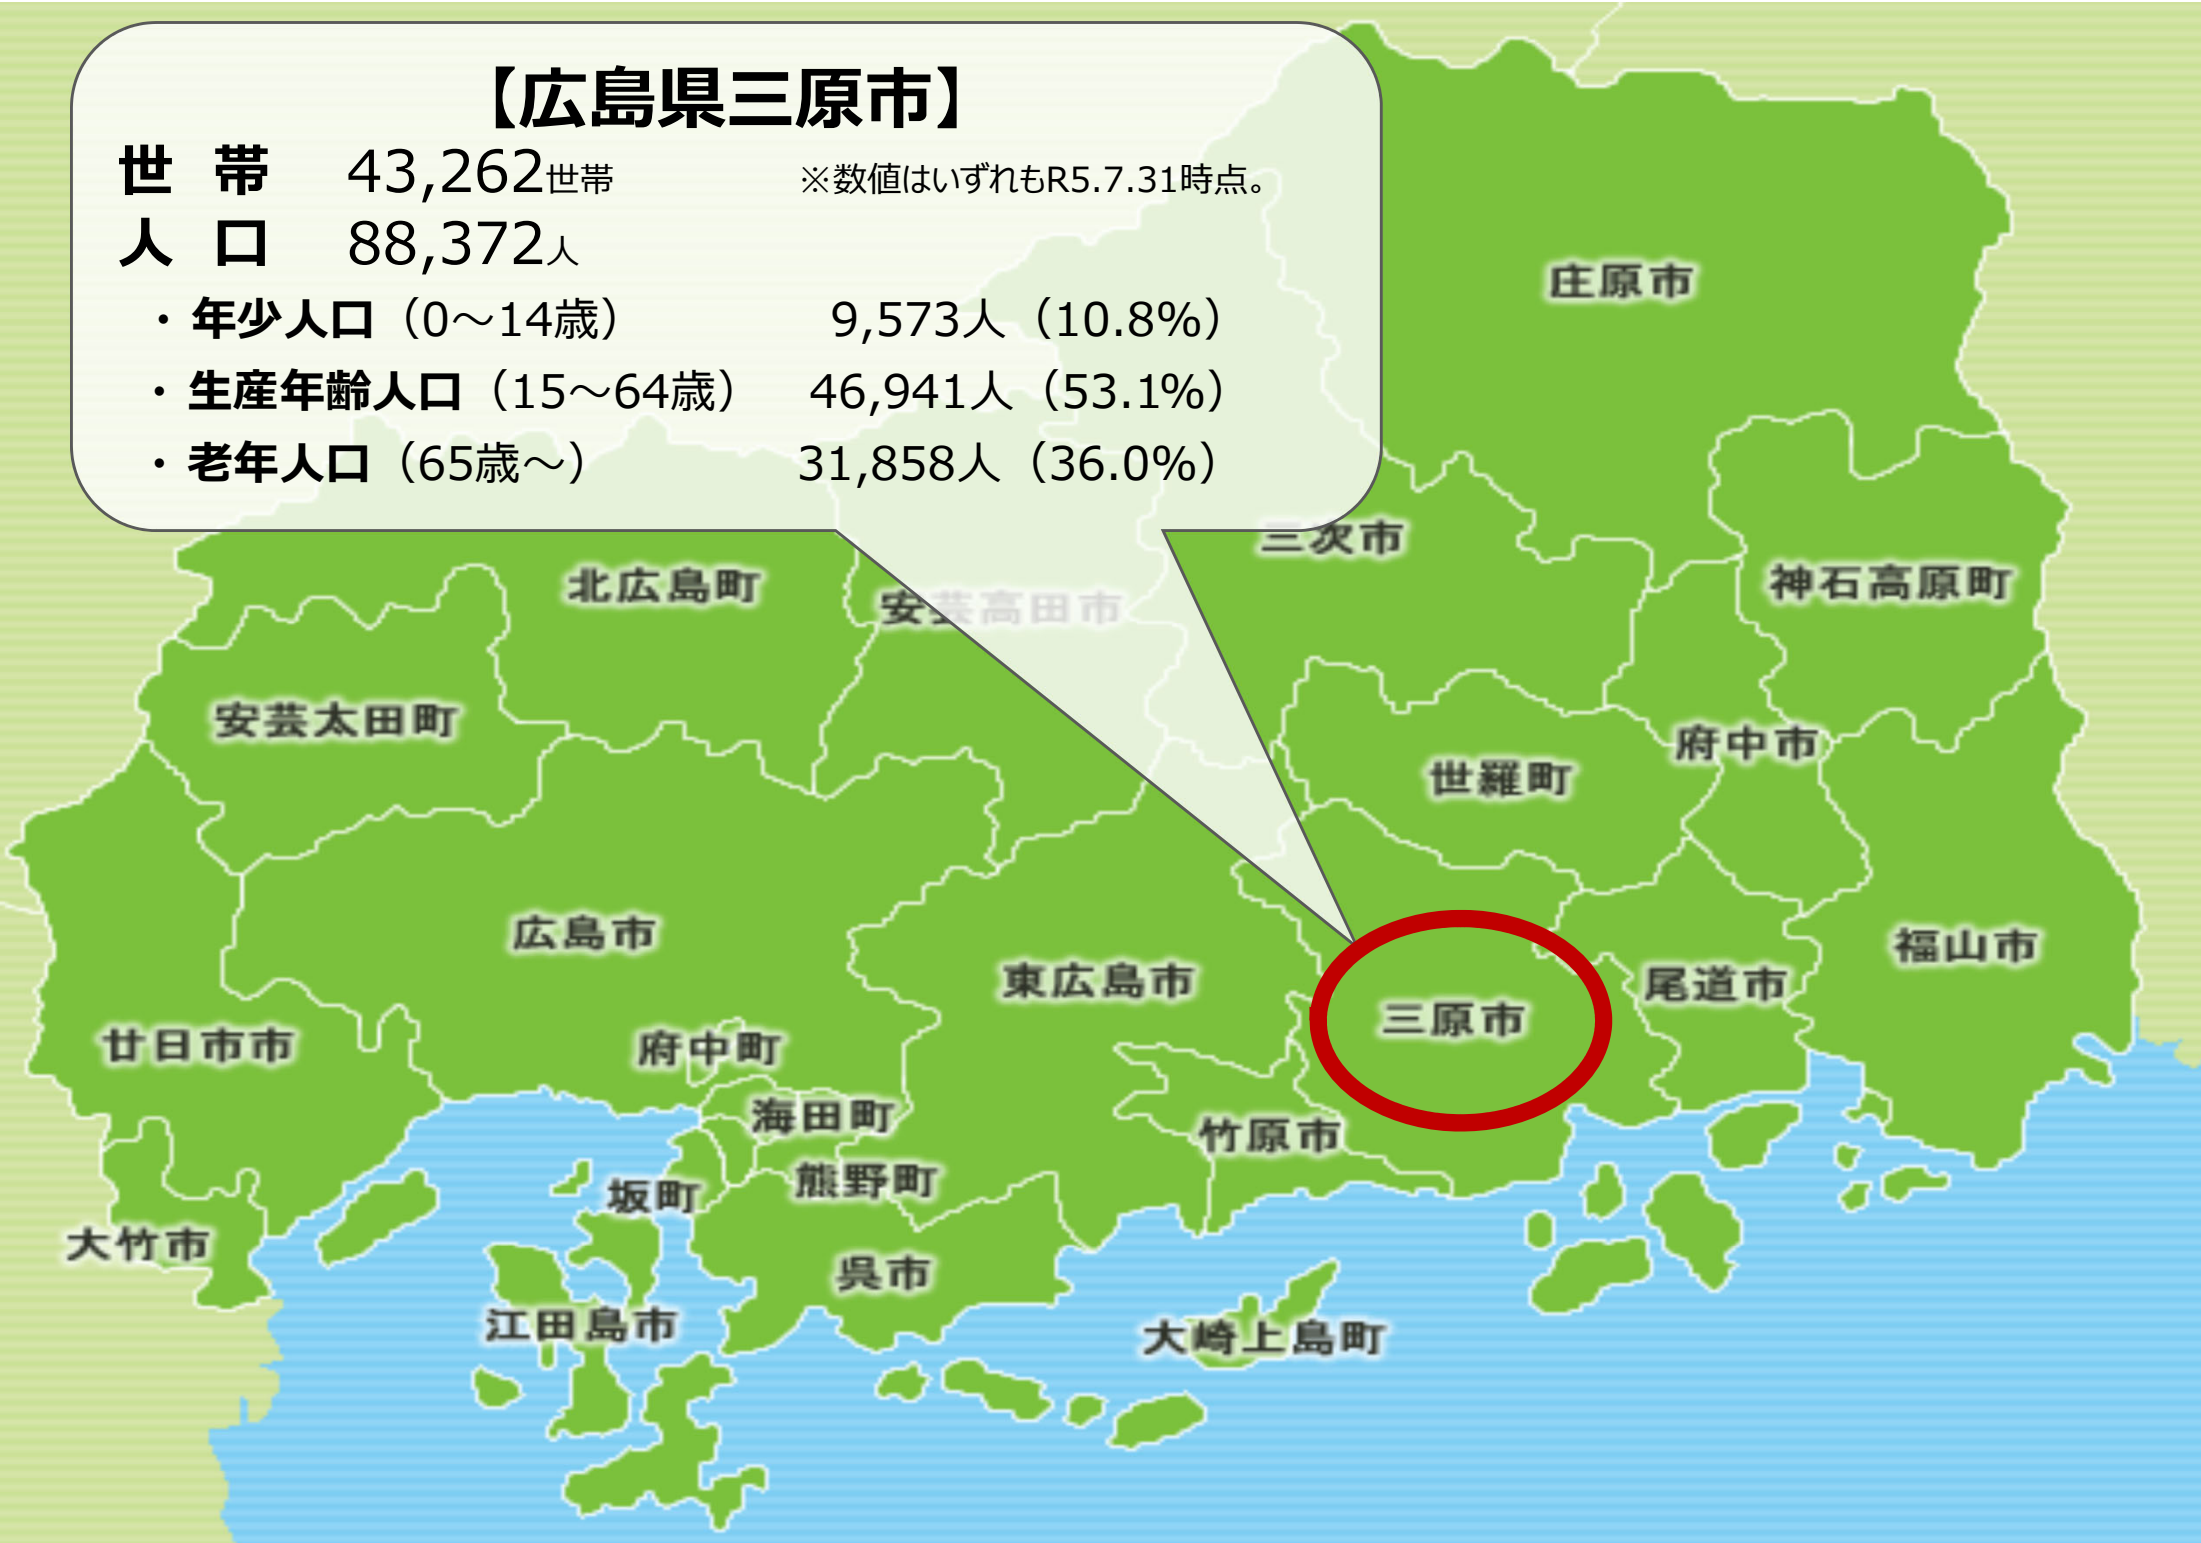 【広島県三原市】
世 帯 43,262世帯 ※数値はいずれもR5.7.31時点。
人 口 88,372人
・年少人口（0～14歳） 9,573人（10.8%）
・生産年齢人口（15～64歳） 46,941人（53.1%）
・老年人口（65歳～） 31,858人（36.0%）
庄原市
三次市
北広島町
安芸高田市
神石高原町
安芸太田町
府中市
世羅町
広島市
東広島市
福山市
尾道市
三原市
廿日市市
府中町
海田町
竹原市
熊野町
坂町
大竹市
呉市
江田島市
大崎上島町